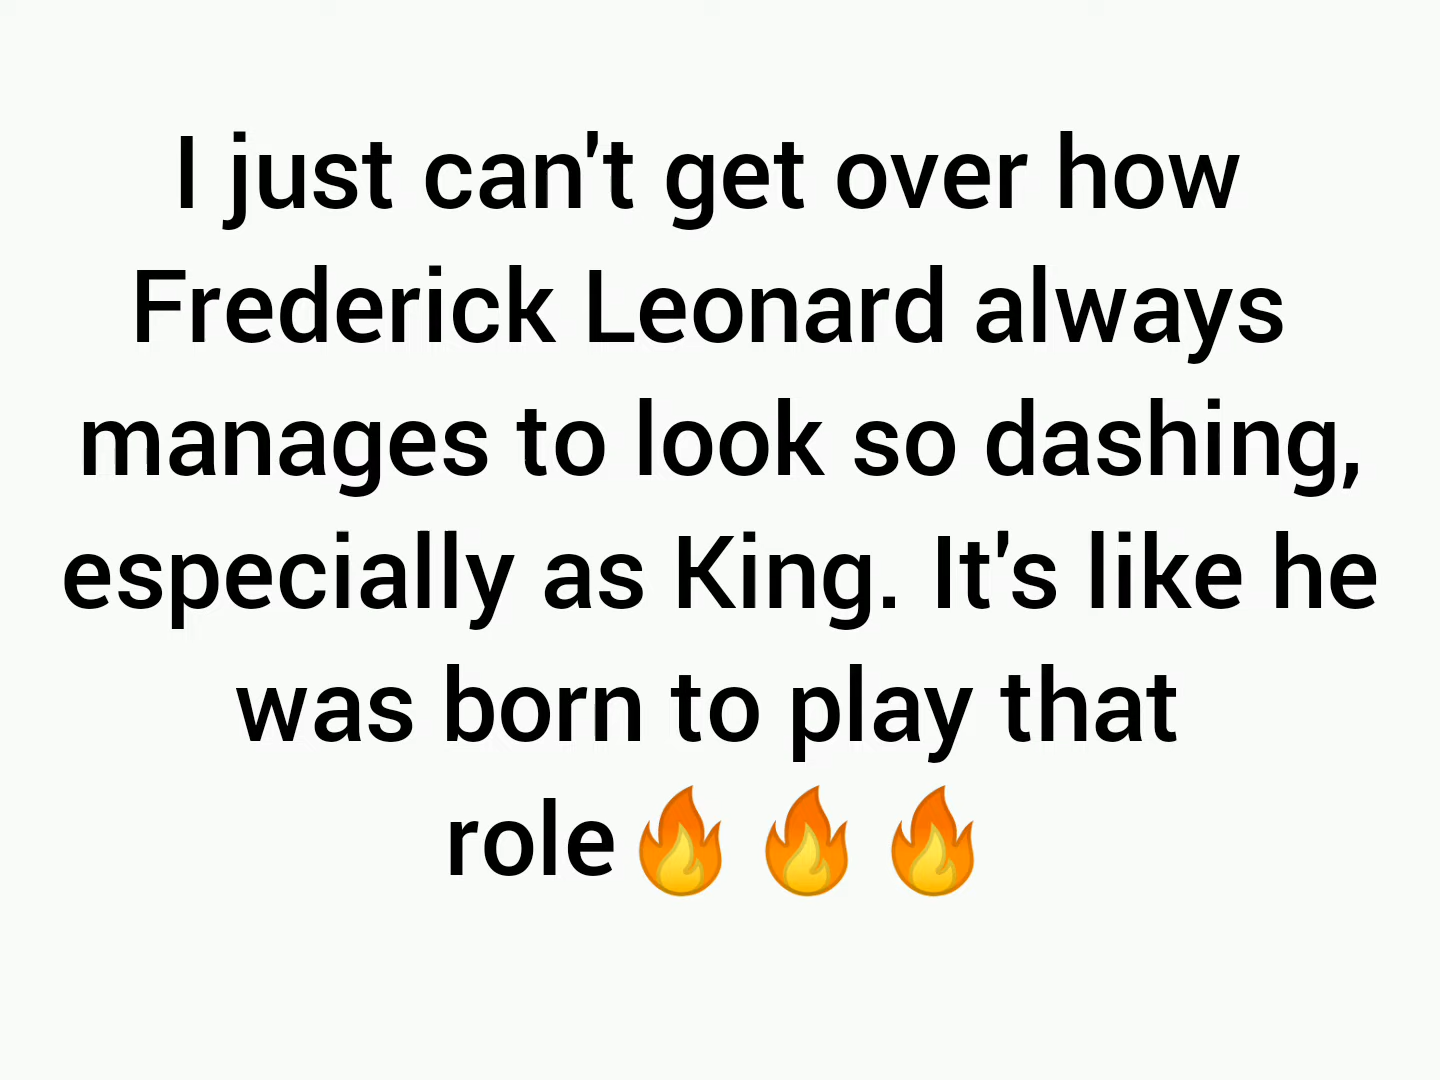 I just can't get over how
Frederick Leonard always
manages to look so dashing,
especially as King. It's like he
was born to play that
role🔥🔥🔥